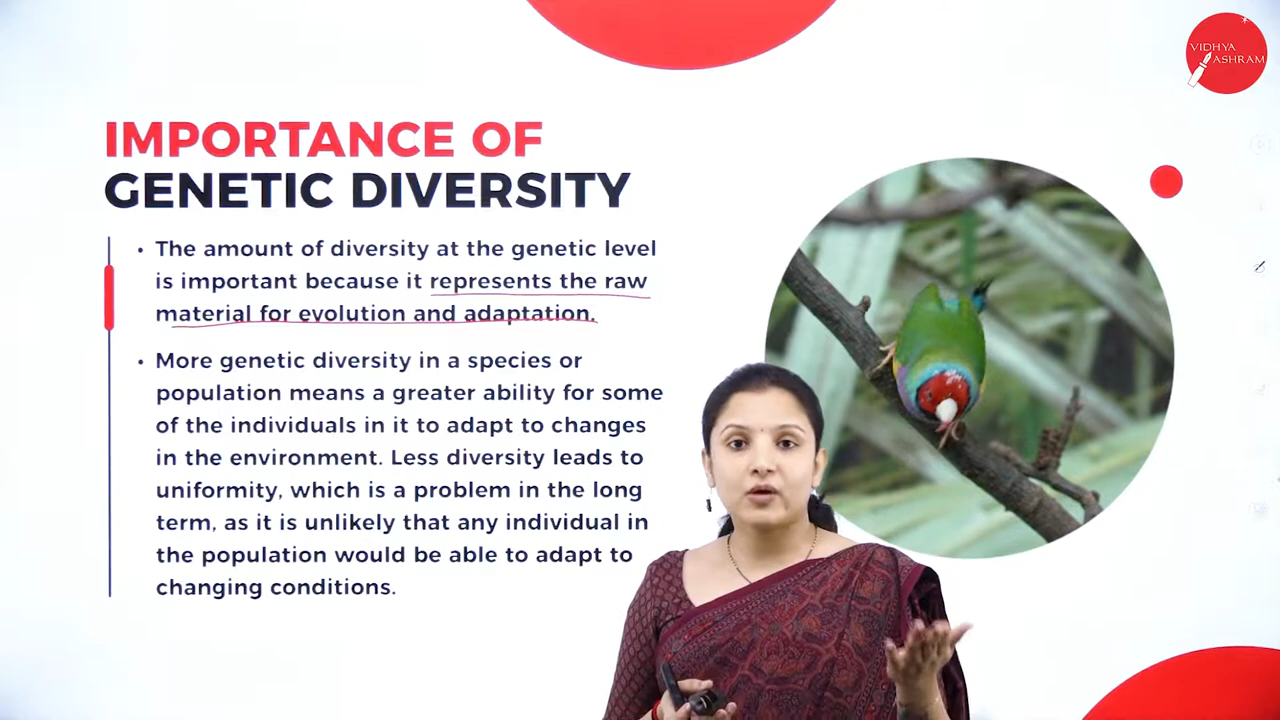 VIDHYA
ASHRAM
IMPORTANCE OF
GENETIC DIVERSITY
• The amount of diversity at the genetic level
is important because it represents the raw
material for evolution and adaptation.
• More genetic diversity in a species or
population means a greater ability for some
of the individuals in it to adapt to changes
in the environment. Less diversity leads to
uniformity, which is a problem in the long
term, as it is unlikely that any individual in
the population would be able to adapt to
changing conditions.